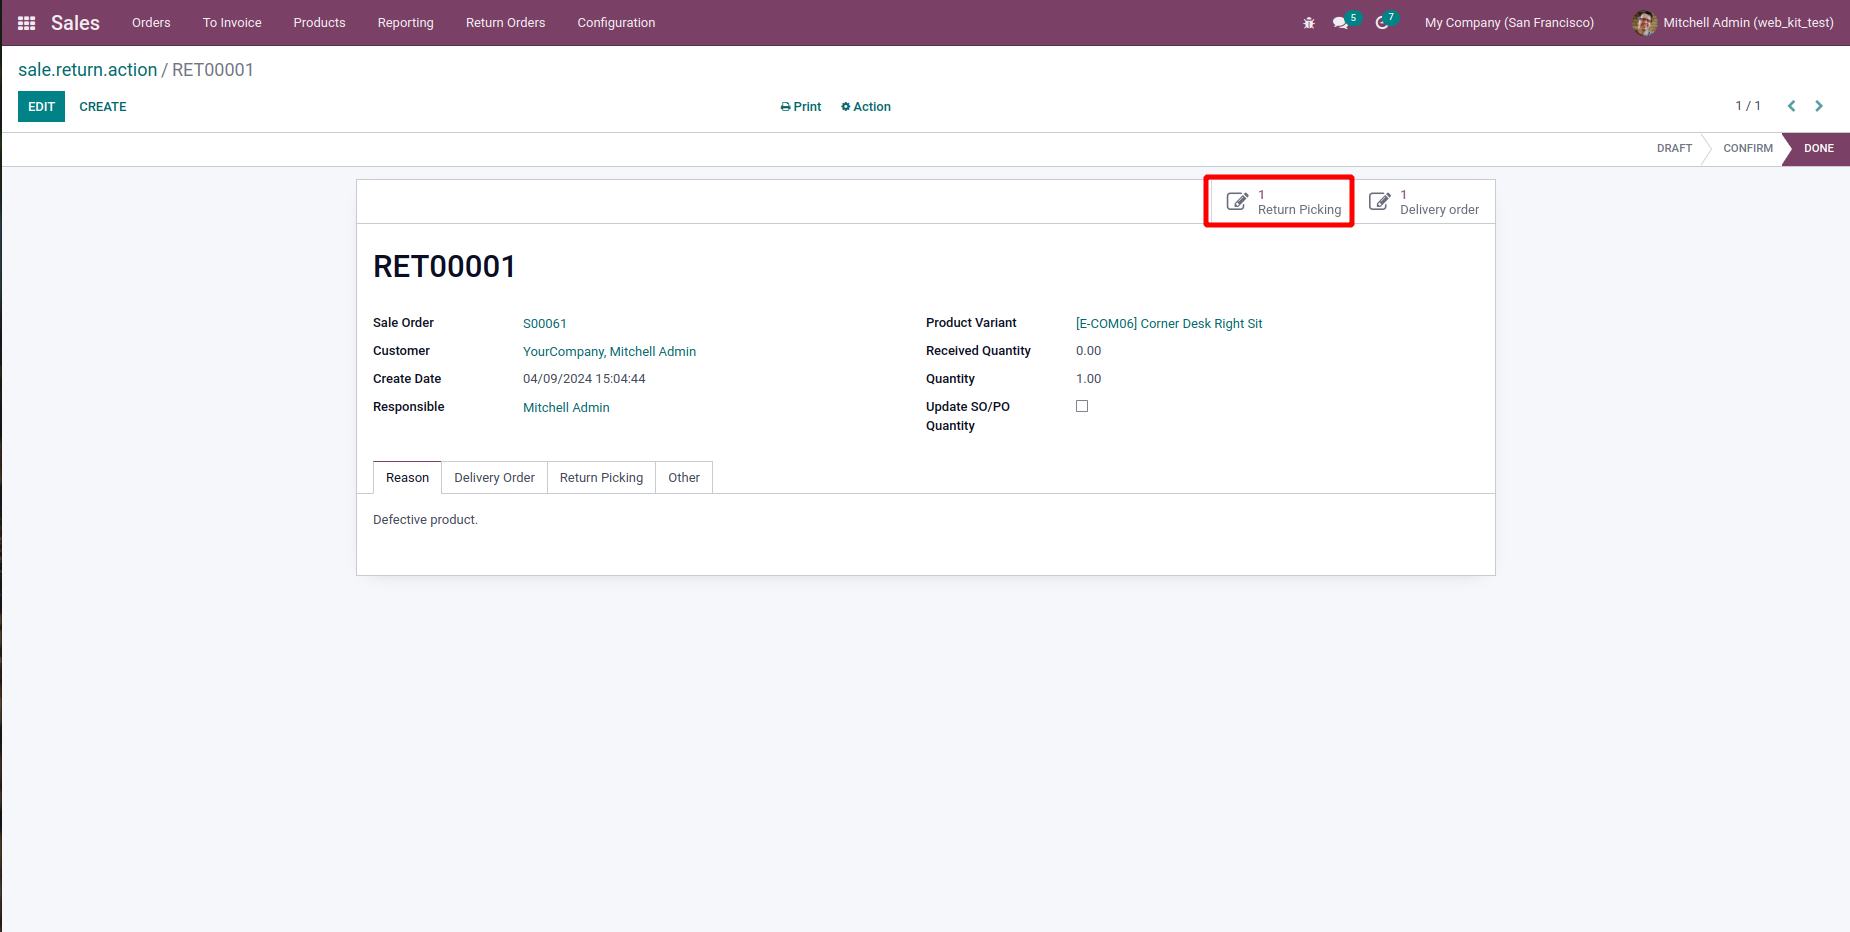 Sales Orders To Invoice Products Reporting Return Orders Configuration 5 7 My Company (San Francisco) Mitchell Admin (web_kit_test)
sale.return.action / RET00001
EDIT CREATE Print Action 1 / 1
DRAFT CONFIRM DONE
1 Return Picking
1 Delivery order
RET00001
Sale Order S00061
Customer YourCompany, Mitchell Admin
Create Date 04/09/2024 15:04:44
Responsible Mitchell Admin
Product Variant [E-COM06] Corner Desk Right Sit
Received Quantity 0.00
Quantity 1.00
Update SO/PO
Quantity
Reason Delivery Order Return Picking Other
Defective product.